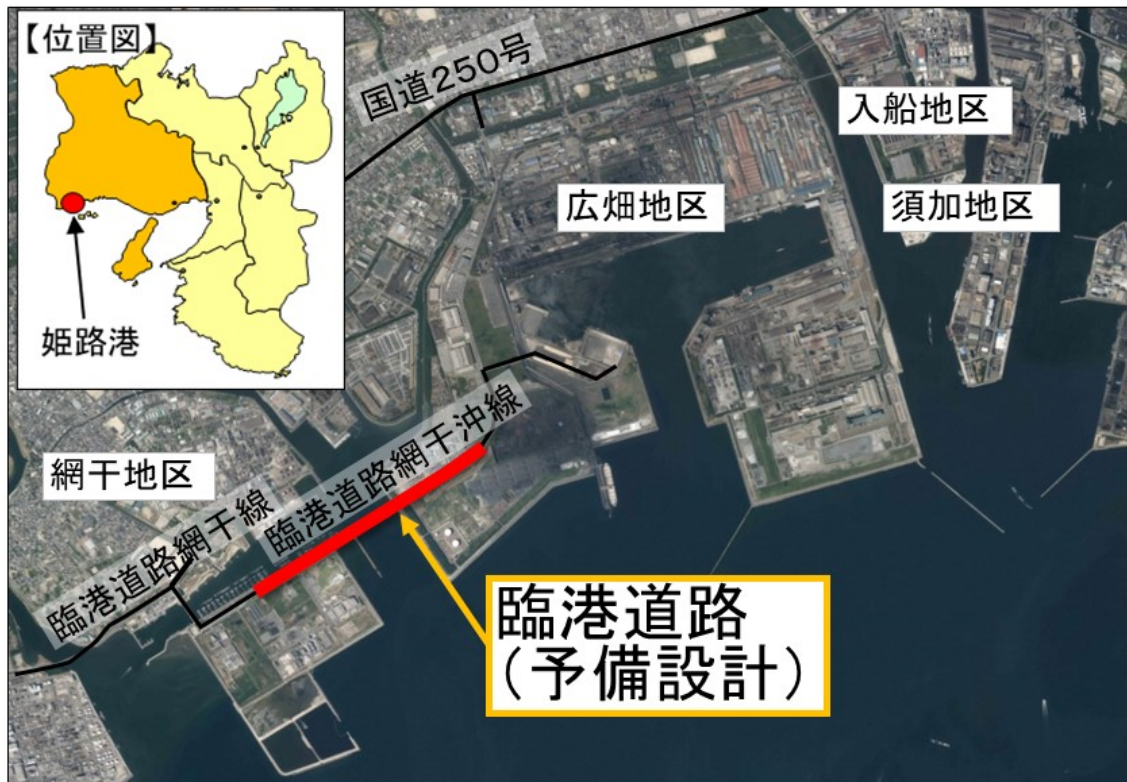 【位置図】
姫路港
国道250号
入船地区
広畑地区
須加地区
網干地区
臨港道路網干線
臨港道路網干沖線
臨港道路
(予備設計)